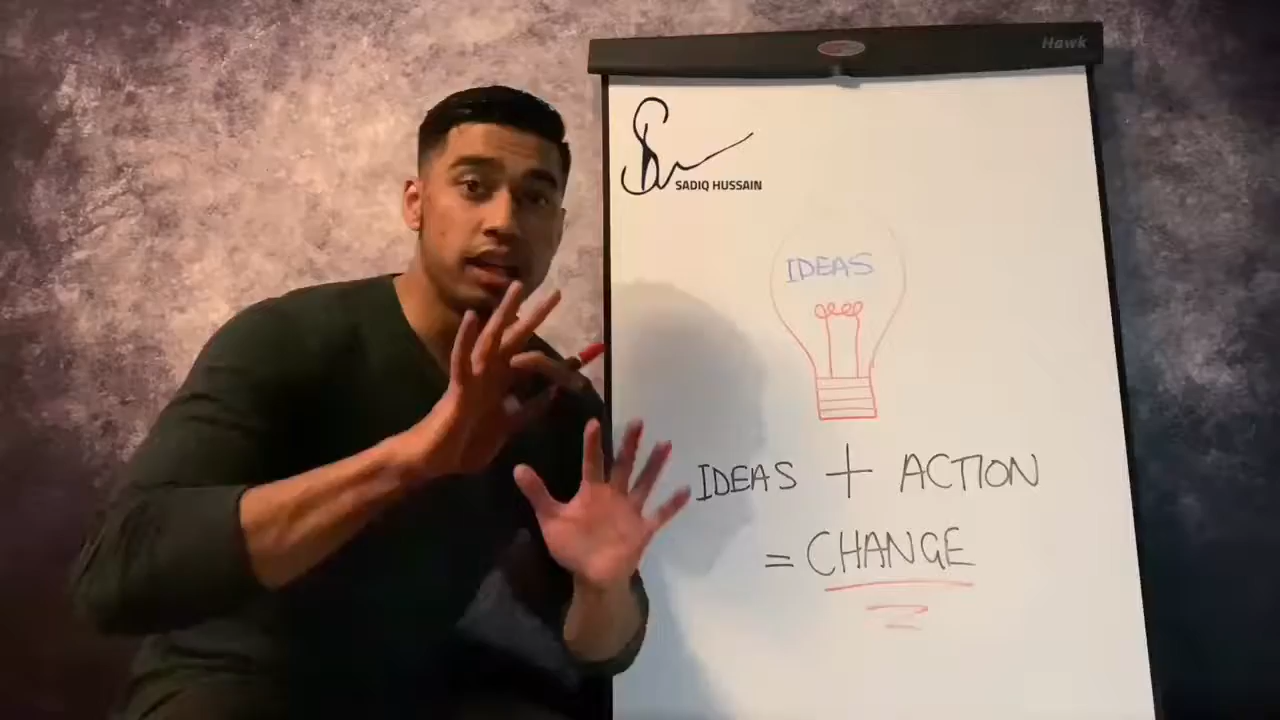 Hawk
SADIQ HUSSAIN
IDEAS
IDEAS + ACTION
= CHANGE